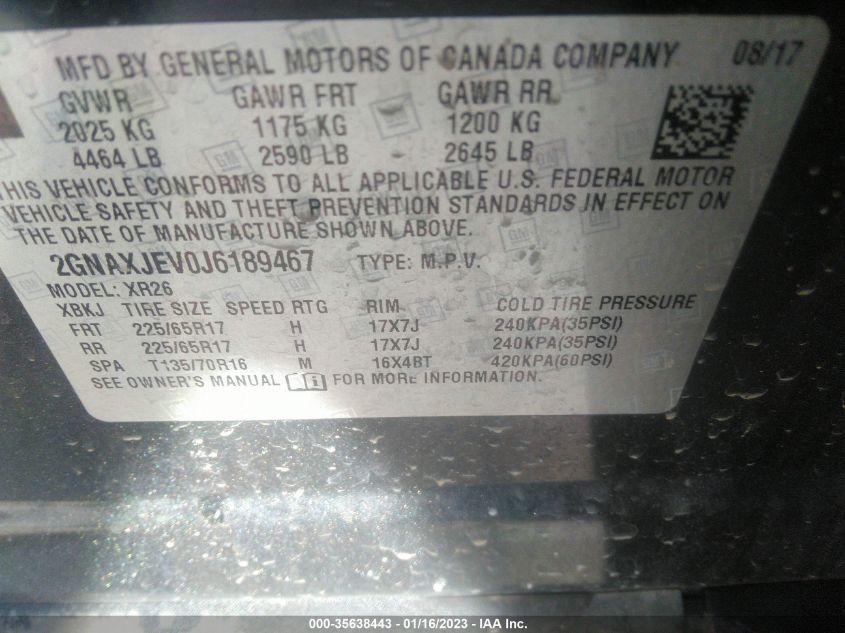 MFD BY GENERAL MOTORS OF CANADA COMPANY 08/17
GVWR GAWR FRT GAWR RR
2025 KG 1175 KG 1200 KG
4464 LB 2590 LB 2645 LB
THIS VEHICLE CONFORMS TO ALL APPLICABLE U.S. FEDERAL MOTOR
VEHICLE SAFETY AND THEFT PREVENTION STANDARDS IN EFFECT ON
THE DATE OF MANUFACTURE SHOWN ABOVE.
2GNAXJEV0J6189467 TYPE: M.P.V.
MODEL: XR26
XBKJ TIRE SIZE SPEED RTG RIM COLD TIRE PRESSURE
FRT 225/65R17 H 17X7J 240KPA(35PSI)
RR 225/65R17 H 17X7J 240KPA(35PSI)
SPA T135/70R16 M 16X4BT 420KPA(60PSI)
SEE OWNER'S MANUAL FOR MORE INFORMATION.
000-35638443 - 01/16/2023 - © IAA Inc.